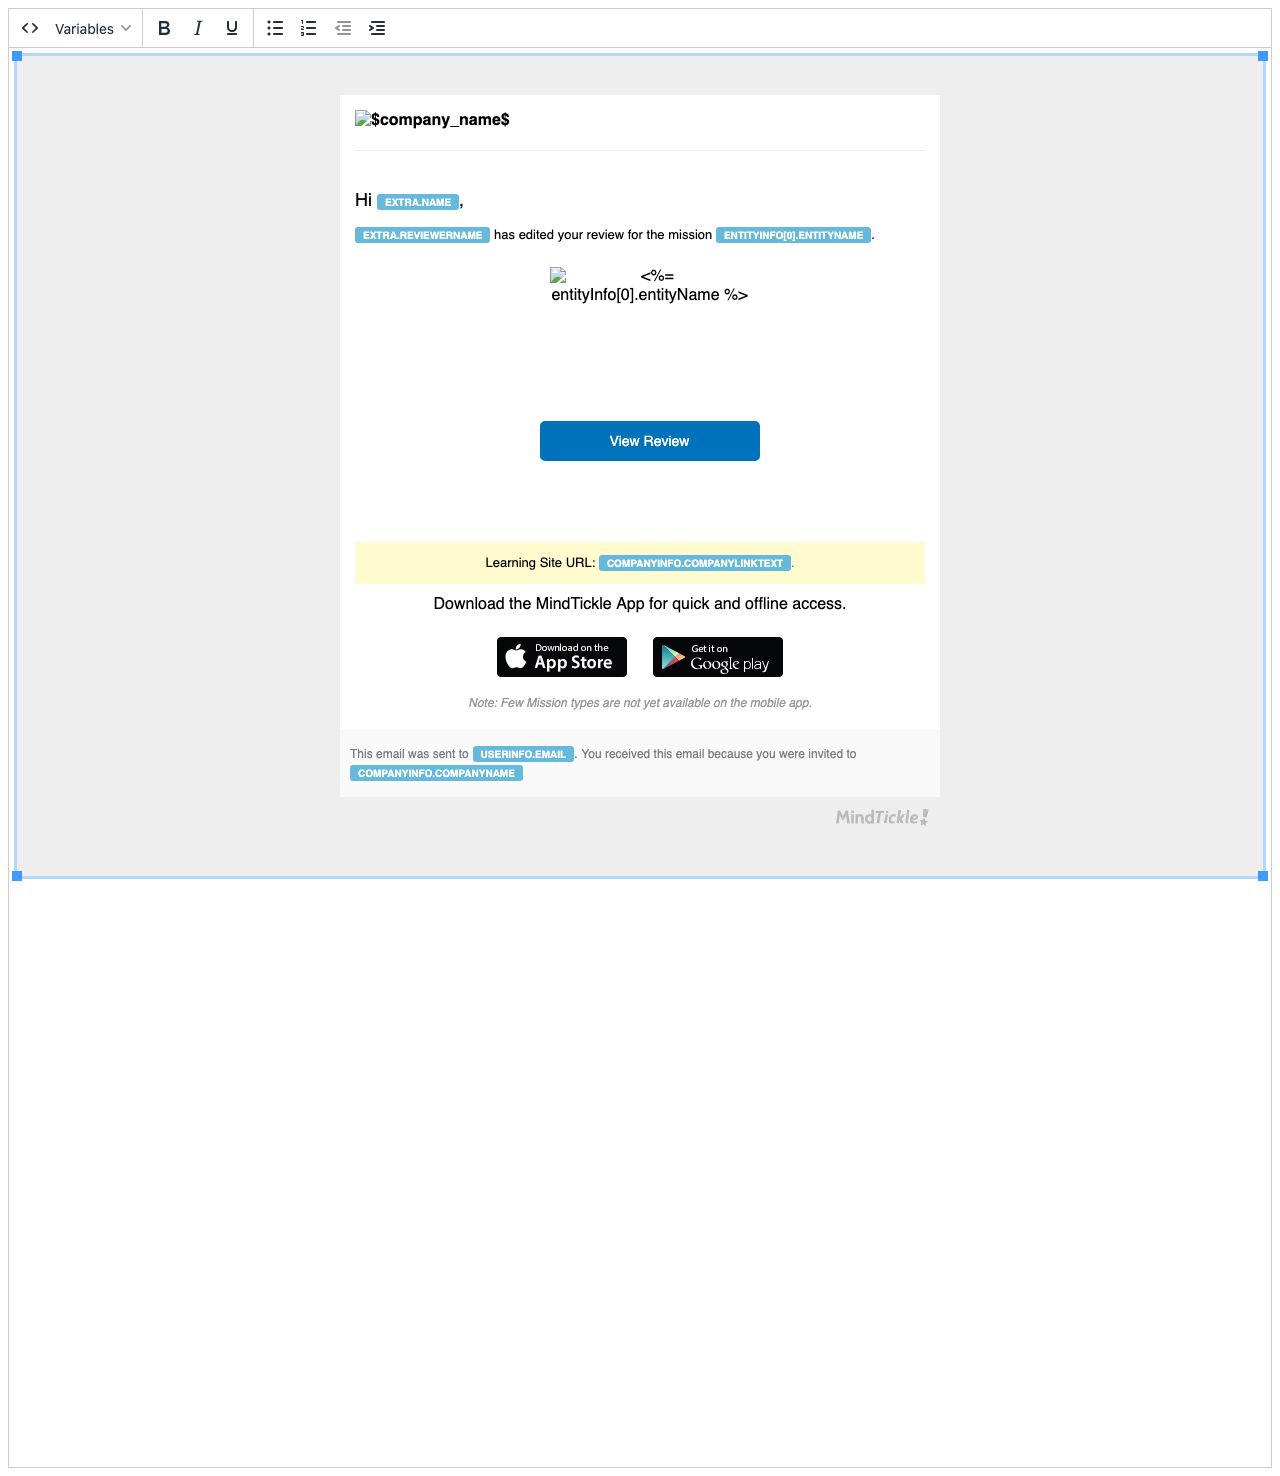 Variables B I U
$company_name$
Hi EXTRA.NAME,
EXTRA.REVIEWERNAME has edited your review for the mission ENTITYINFO[0].ENTITYNAME.
<%=
entityInfo[0].entityName %>
View Review
Learning Site URL: COMPANYINFO.COMPANYLINKTEXT.
Download the MindTickle App for quick and offline access.
Download on the
App Store
Get it on
Google play
Note: Few Mission types are not yet available on the mobile app.
This email was sent to USERINFO.EMAIL. You received this email because you were invited to
COMPANYINFO.COMPANYNAME
MindTickle!